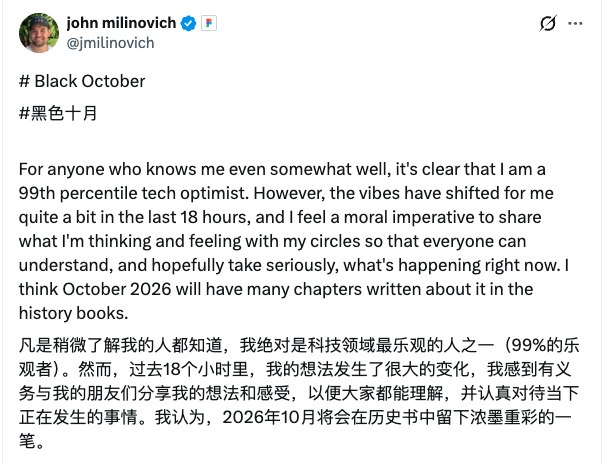 john milinovich
@jmilinovich
# Black October
#黑色十月
For anyone who knows me even somewhat well, it's clear that I am a
99th percentile tech optimist. However, the vibes have shifted for me
quite a bit in the last 18 hours, and I feel a moral imperative to share
what I'm thinking and feeling with my circles so that everyone can
understand, and hopefully take seriously, what's happening right now. I
think October 2026 will have many chapters written about it in the
history books.
凡是稍微了解我的人都知道，我绝对是科技领域最乐观的人之一（99%的乐
观者）。然而，过去18个小时里，我的想法发生了很大的变化，我感到有义
务与我的朋友们分享我的想法和感受，以便大家都能理解，并认真对待当下
正在发生的事情。我认为，2026年10月将会在历史书中留下浓墨重彩的一
笔。